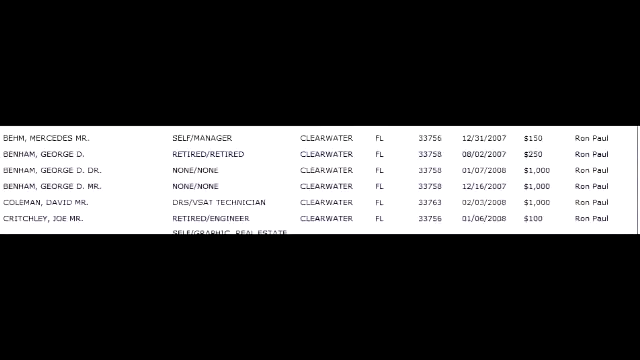 BEHM, MERCEDES MR. SELF/MANAGER CLEARWATER FL 33756 12/31/2007 $150 Ron Paul
BENHAM, GEORGE D. RETIRED/RETIRED CLEARWATER FL 33758 08/02/2007 $250 Ron Paul
BENHAM, GEORGE D. DR. NONE/NONE CLEARWATER FL 33758 01/07/2008 $1,000 Ron Paul
BENHAM, GEORGE D. MR. NONE/NONE CLEARWATER FL 33758 12/16/2007 $1,000 Ron Paul
COLEMAN, DAVID MR. DRS/VSAT TECHNICIAN CLEARWATER FL 33763 02/03/2008 $1,000 Ron Paul
CRITCHLEY, JOE MR. RETIRED/ENGINEER CLEARWATER FL 33756 01/06/2008 $100 Ron Paul
SELF/GRAPHIC, REAL ESTATE